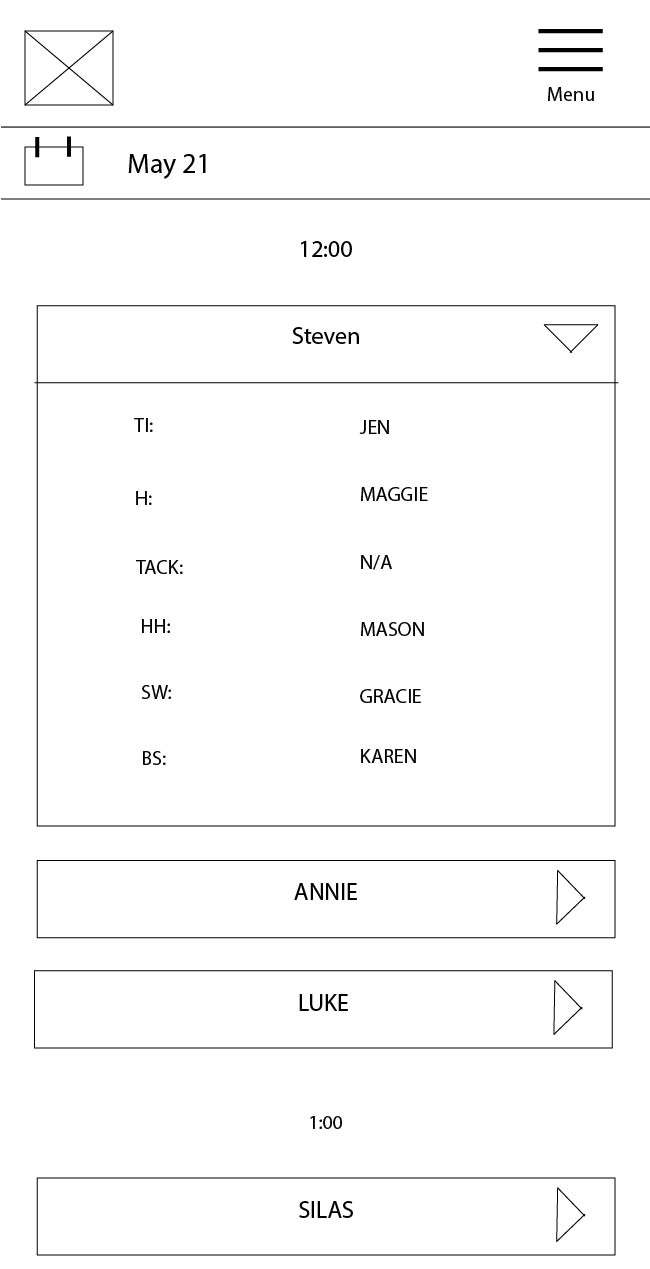 Menu
May 21
12:00
Steven
TI: JEN
H: MAGGIE
TACK: N/A
HH: MASON
SW: GRACIE
BS: KAREN
ANNIE
LUKE
1:00
SILAS